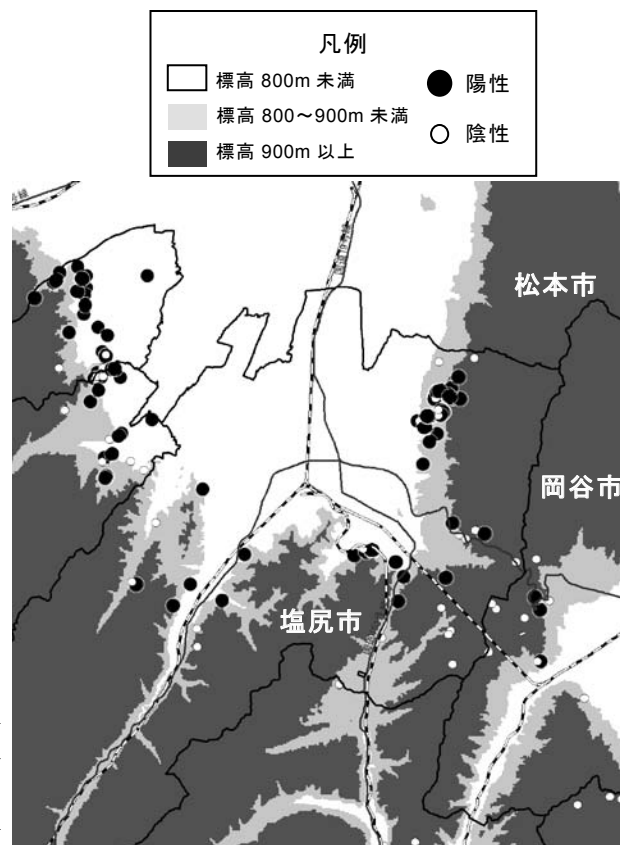 凡例
標高 800m 未満
標高 800～900m 未満
標高 900m 以上
陽性
陰性
松本市
岡谷市
塩尻市